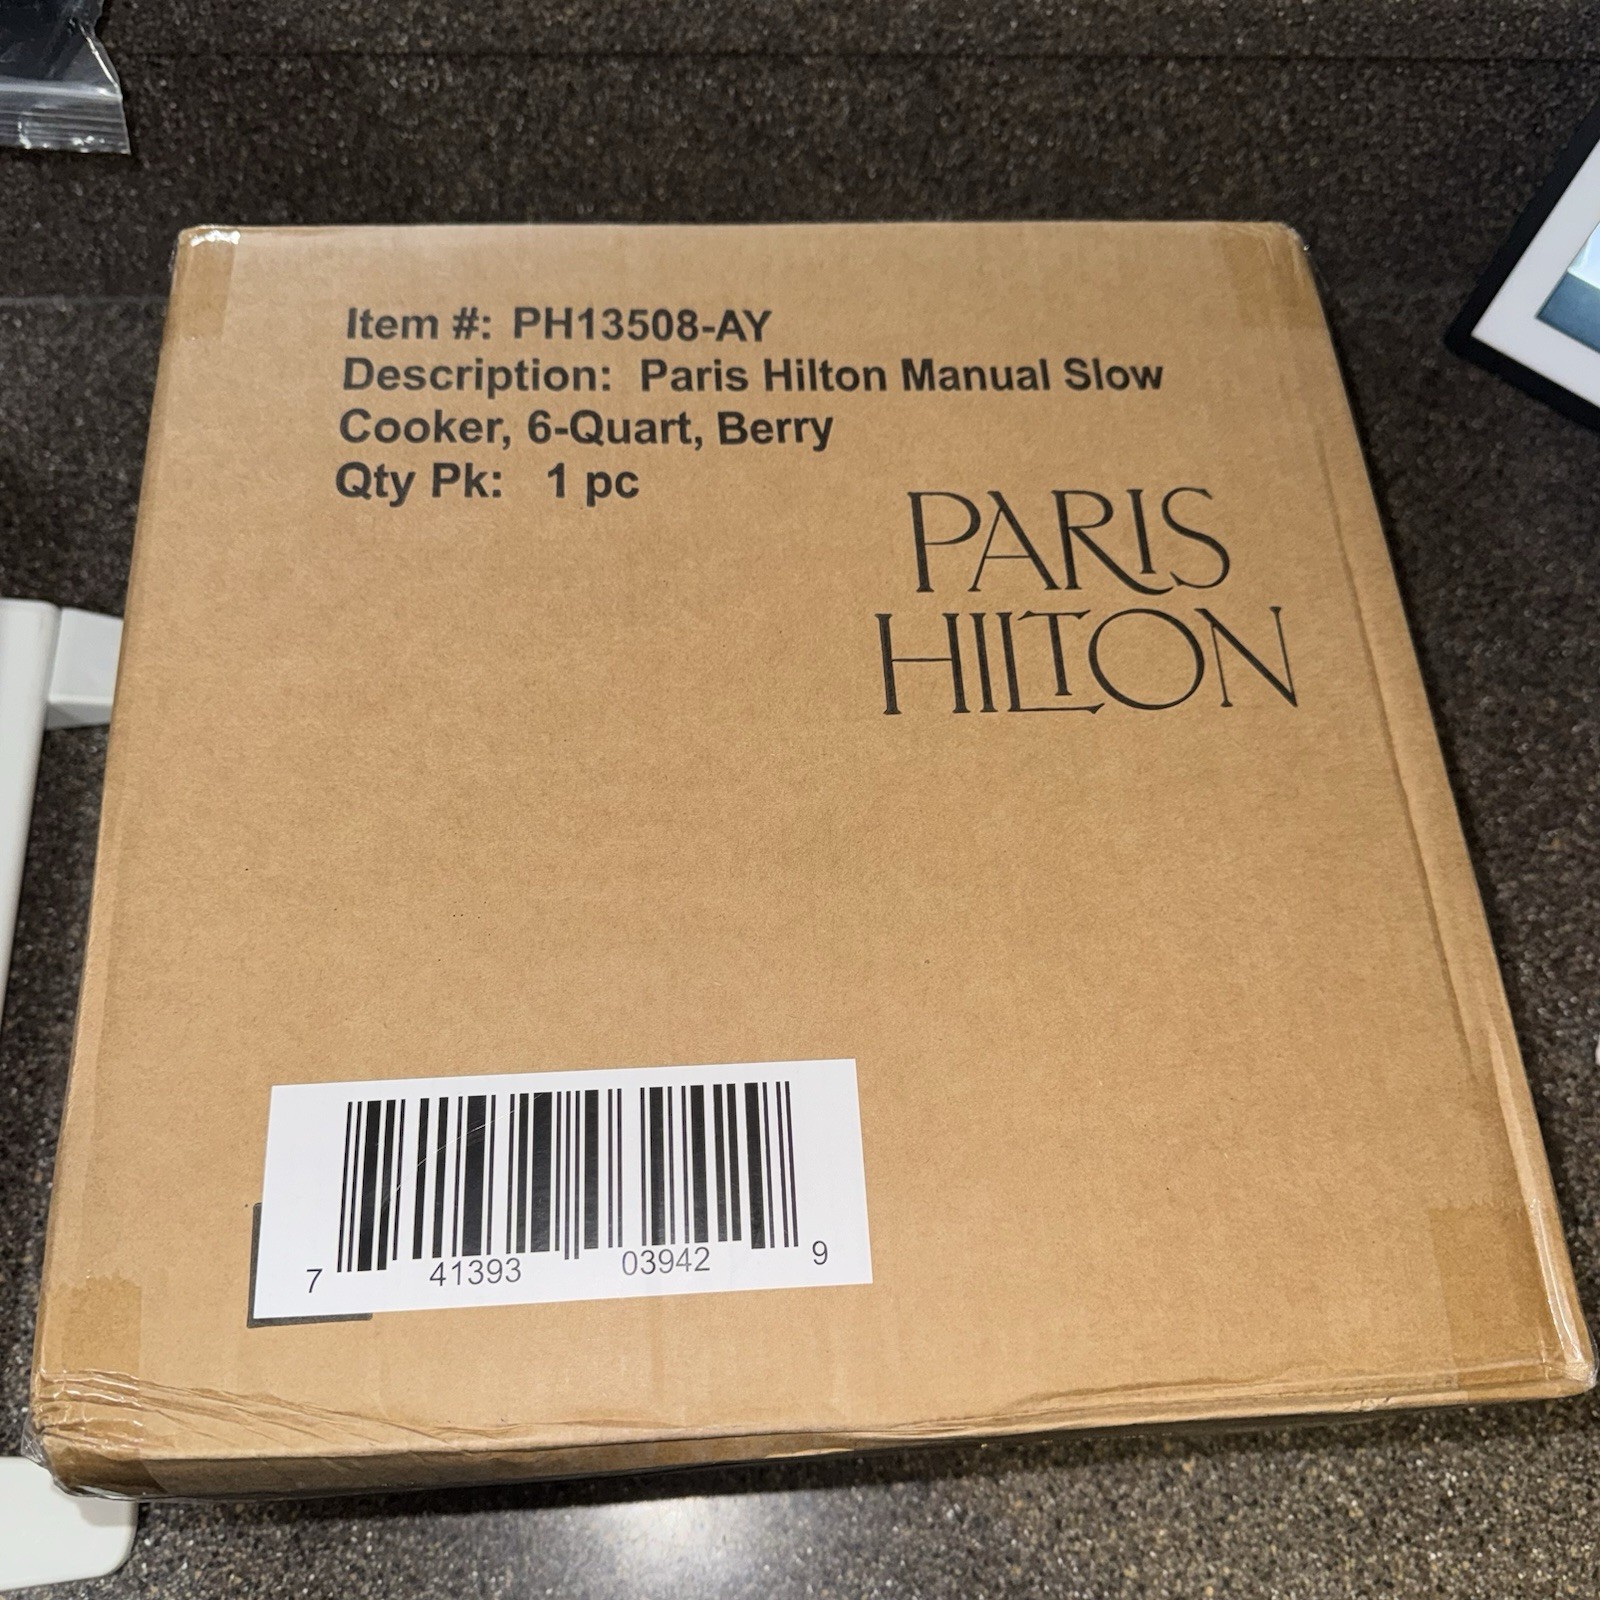 Item #: PH13508-AY
Description: Paris Hilton Manual Slow
Cooker, 6-Quart, Berry
Qty Pk: 1 pc
PARIS
HILTON
7 41393 03942 9